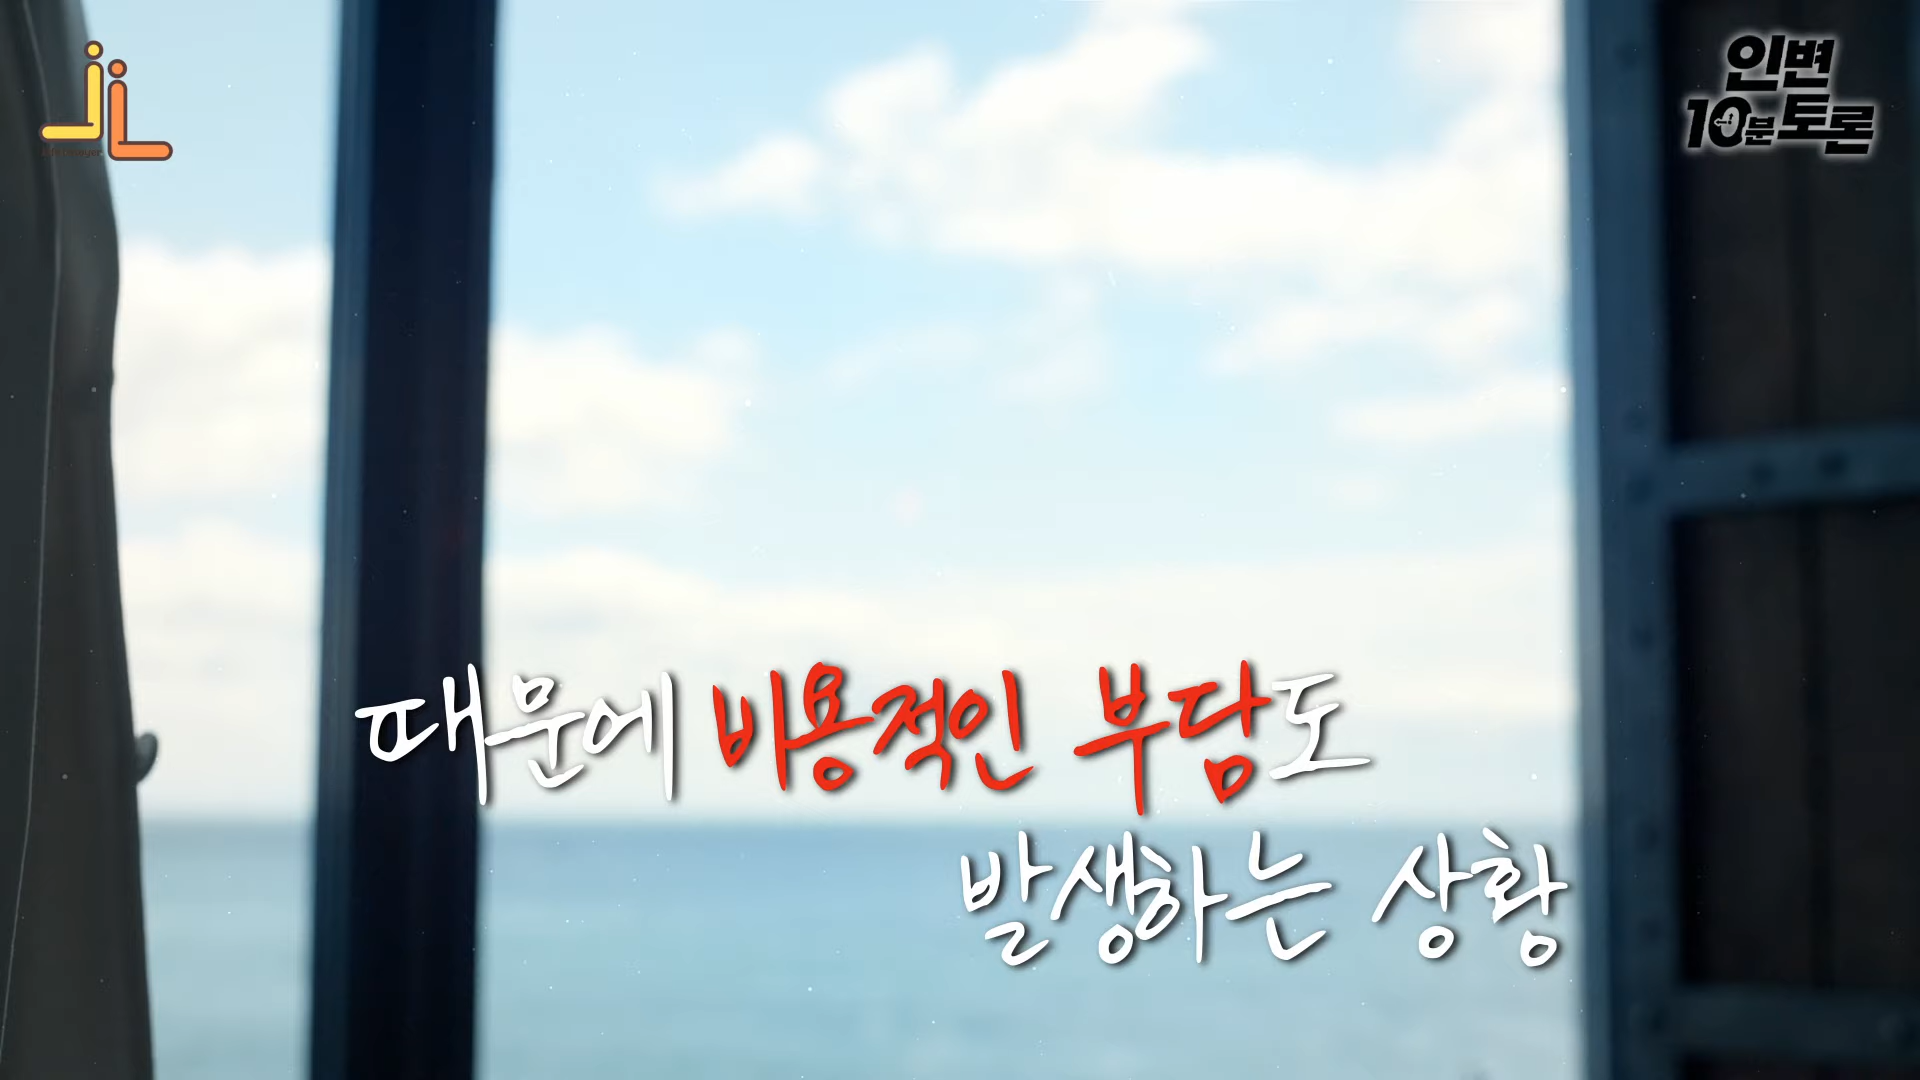 인변
10분토론
때문에 비용적인 부담도
발생하는 상황